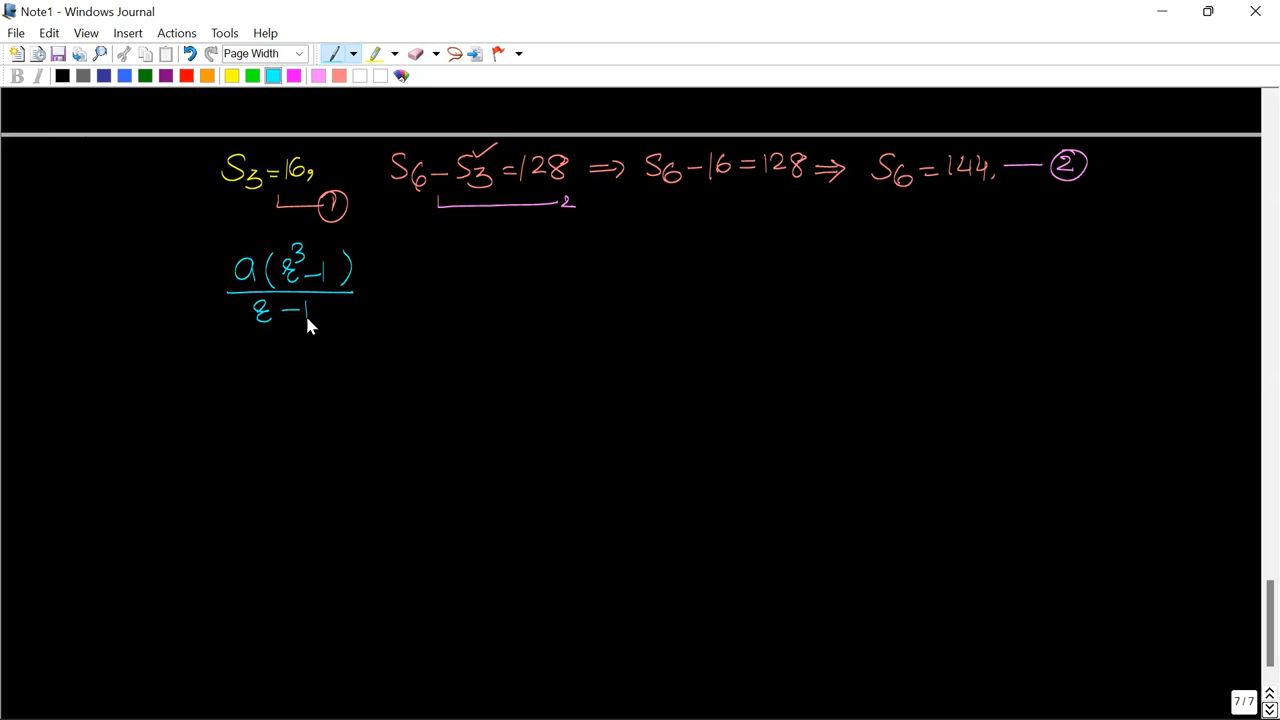 Note1 - Windows Journal
File Edit View Insert Actions Tools Help
Page Width
B I
S₃=16, S₆-S₃=128 ⇒ S₆-16=128 ⇒ S₆=144. — ②
① 2
a(r³-1)
r-1
7/7